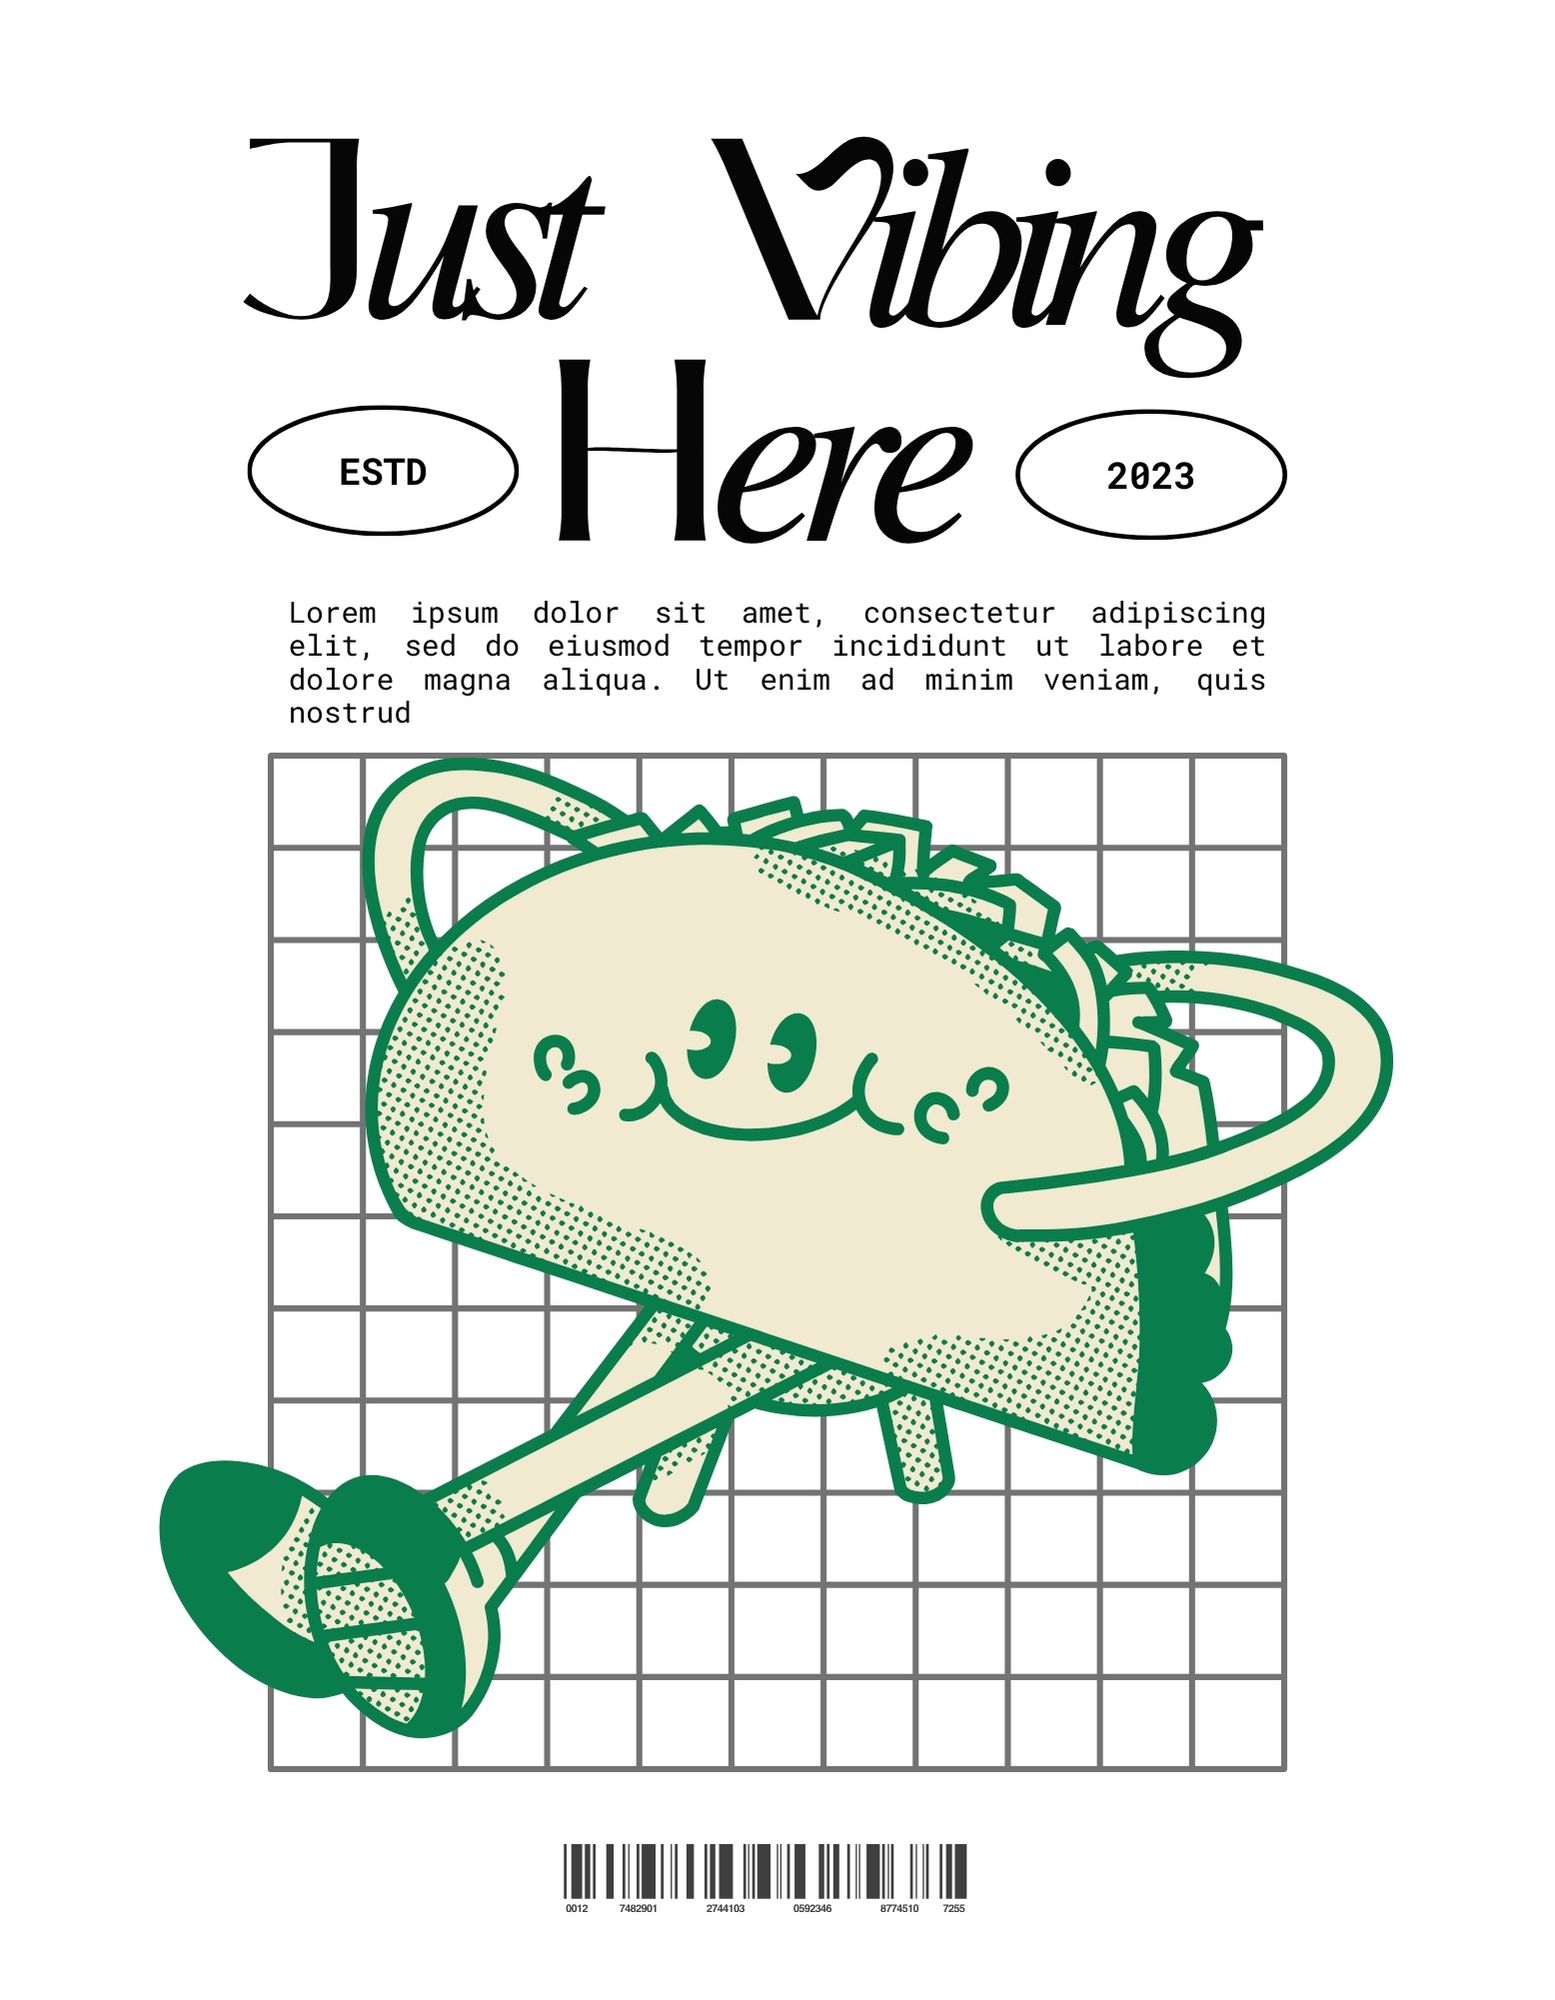 Just Vibing
Here
ESTD
2023
Lorem ipsum dolor sit amet, consectetur adipiscing
elit, sed do eiusmod tempor incididunt ut labore et
dolore magna aliqua. Ut enim ad minim veniam, quis
nostrud
0012 7482901 2744103 0592346 8774510 7255